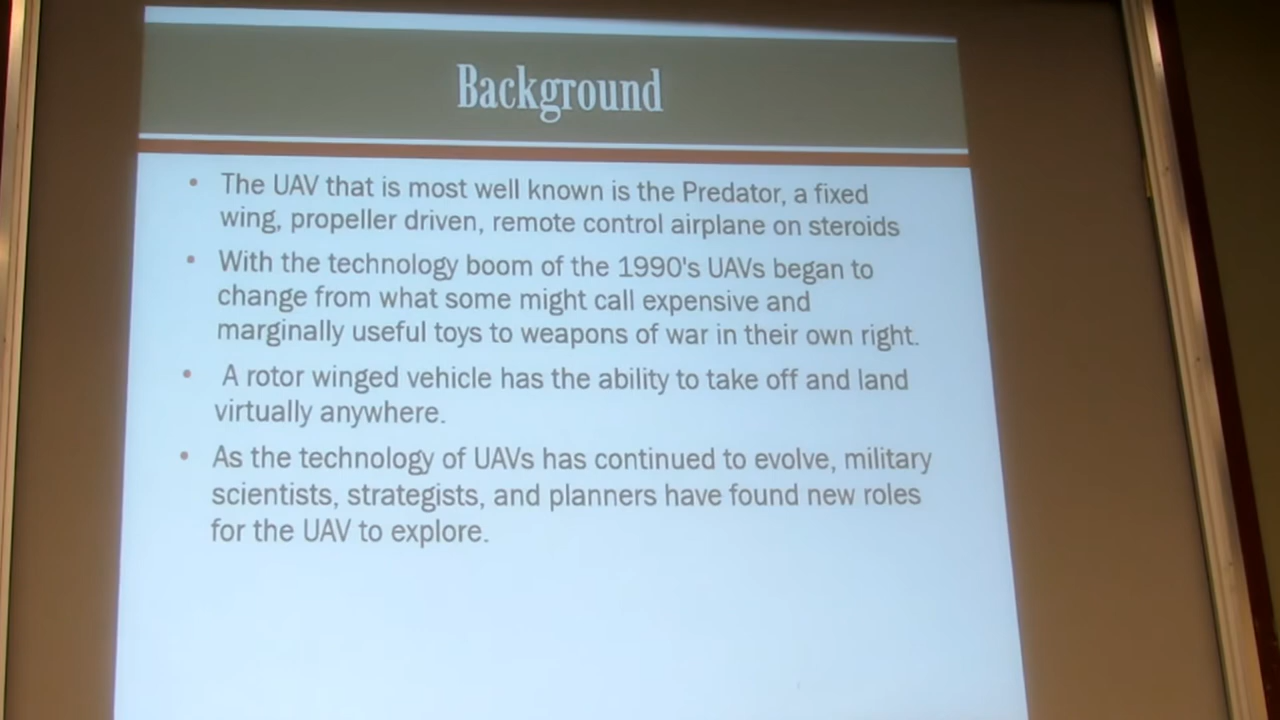 Background
• The UAV that is most well known is the Predator, a fixed
wing, propeller driven, remote control airplane on steroids
• With the technology boom of the 1990's UAVs began to
change from what some might call expensive and
marginally useful toys to weapons of war in their own right.
• A rotor winged vehicle has the ability to take off and land
virtually anywhere.
• As the technology of UAVs has continued to evolve, military
scientists, strategists, and planners have found new roles
for the UAV to explore.